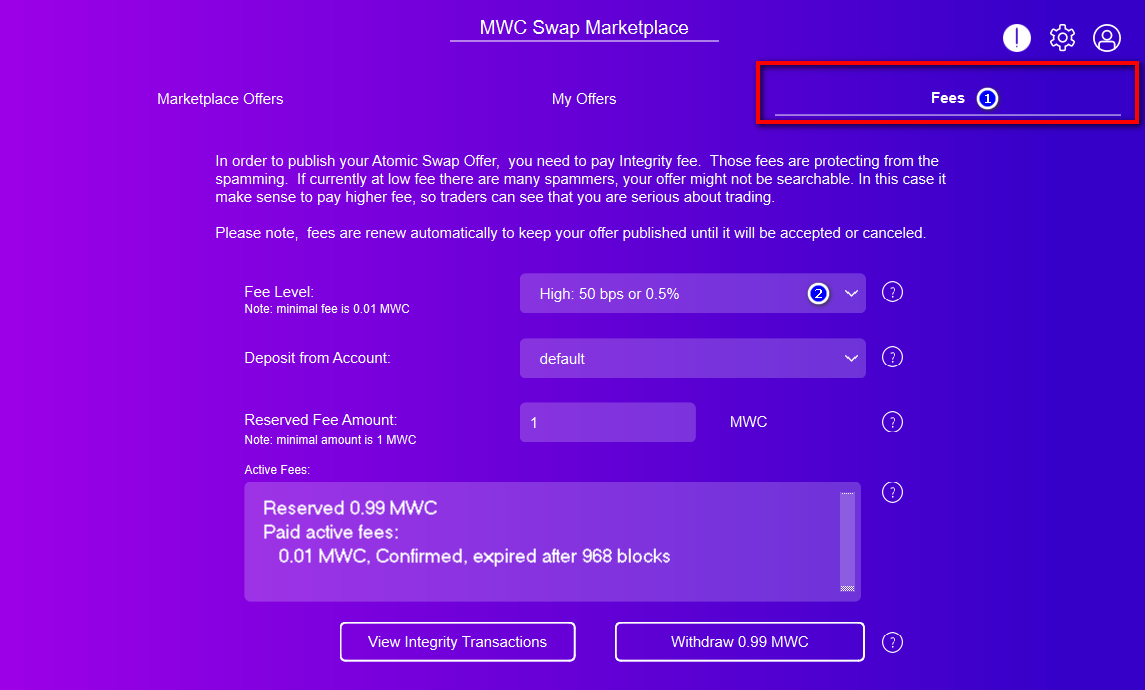 MWC Swap Marketplace
!
Marketplace Offers
My Offers
Fees 1
In order to publish your Atomic Swap Offer,  you need to pay Integrity fee.  Those fees are protecting from the
spamming.  If currently at low fee there are many spammers, your offer might not be searchable. In this case it
make sense to pay higher fee, so traders can see that you are serious about trading.
Please note,  fees are renew automatically to keep your offer published until it will be accepted or canceled.
Fee Level:
Note: minimal fee is 0.01 MWC
High: 50 bps or 0.5% 2
?
Deposit from Account:
default
?
Reserved Fee Amount:
Note: minimal amount is 1 MWC
1
MWC
?
Active Fees:
?
Reserved 0.99 MWC
Paid active fees:
0.01 MWC, Confirmed, expired after 968 blocks
View Integrity Transactions
Withdraw 0.99 MWC
?